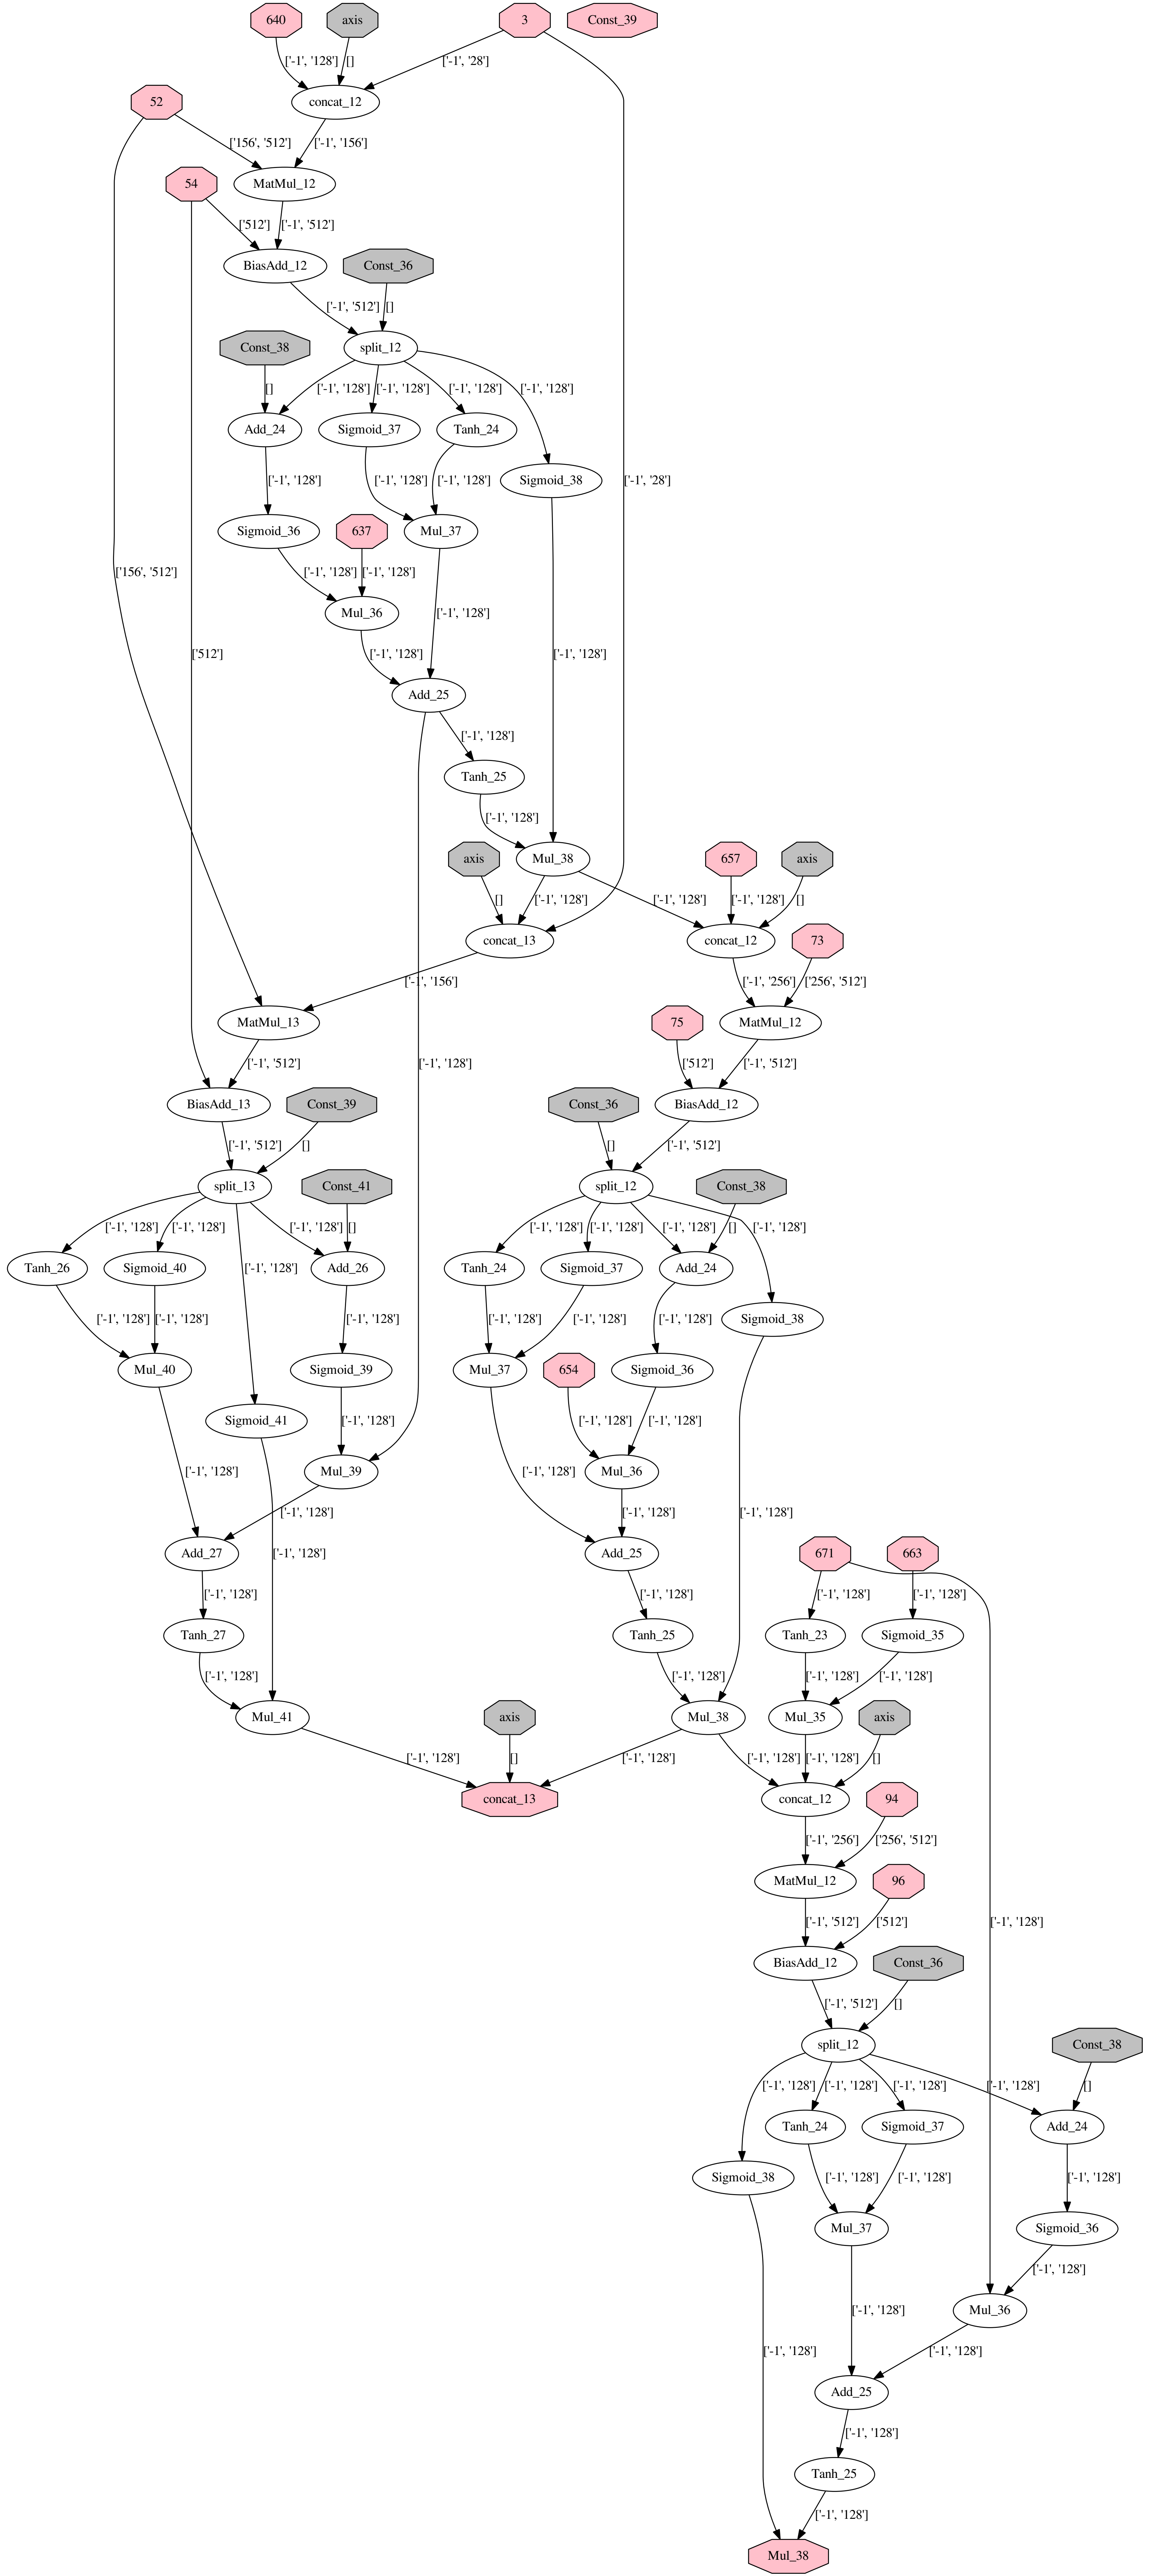 640 axis 3 Const_39
['-1', '128'] [] ['-1', '28']
52 concat_12
['156', '512'] ['-1', '156']
54 MatMul_12
['512'] ['-1', '512']
BiasAdd_12 Const_36
['-1', '512'] []
Const_38 split_12
[] ['-1', '128'] ['-1', '128'] ['-1', '128'] ['-1', '128']
Add_24 Sigmoid_37 Tanh_24
['-1', '128'] ['-1', '128'] ['-1', '128'] Sigmoid_38 ['-1', '28']
Sigmoid_36 637 Mul_37
['156', '512'] ['-1', '128'] ['-1', '128']
Mul_36 ['-1', '128']
['512'] ['-1', '128'] ['-1', '128']
Add_25
['-1', '128']
Tanh_25
['-1', '128']
axis Mul_38 657 axis
[] ['-1', '128'] ['-1', '128'] ['-1', '128'] []
concat_13 concat_12 73
['-1', '156'] ['-1', '256'] ['256', '512']
MatMul_13 75 MatMul_12
['-1', '512'] ['-1', '128'] ['512'] ['-1', '512']
BiasAdd_13 Const_39 Const_36 BiasAdd_12
['-1', '512'] [] [] ['-1', '512']
split_13 Const_41 split_12 Const_38
['-1', '128'] ['-1', '128'] ['-1', '128'] [] ['-1', '128'] ['-1', '128'] ['-1', '128'] [] ['-1', '128']
Tanh_26 Sigmoid_40 ['-1', '128'] Add_26 Tanh_24 Sigmoid_37 Add_24
['-1', '128'] ['-1', '128'] ['-1', '128'] ['-1', '128'] ['-1', '128'] ['-1', '128'] Sigmoid_38
Mul_40 Sigmoid_39 Mul_37 654 Sigmoid_36
Sigmoid_41 ['-1', '128'] ['-1', '128'] ['-1', '128']
['-1', '128'] Mul_39 ['-1', '128'] Mul_36
['-1', '128'] ['-1', '128'] ['-1', '128']
Add_27 ['-1', '128'] Add_25 671 663
['-1', '128'] ['-1', '128'] ['-1', '128'] ['-1', '128']
Tanh_27 Tanh_25 Tanh_23 Sigmoid_35
['-1', '128'] ['-1', '128'] ['-1', '128'] ['-1', '128']
Mul_41 axis Mul_38 Mul_35 axis
['-1', '128'] [] ['-1', '128'] ['-1', '128'] ['-1', '128'] []
concat_13 concat_12 94
['-1', '256'] ['256', '512']
MatMul_12 96
['-1', '512'] ['512'] ['-1', '128']
BiasAdd_12 Const_36
['-1', '512'] []
split_12 Const_38
['-1', '128'] ['-1', '128'] ['-1', '128'] ['-1', '128'] []
Tanh_24 Sigmoid_37 Add_24
Sigmoid_38 ['-1', '128'] ['-1', '128'] ['-1', '128']
Mul_37 Sigmoid_36
['-1', '128']
['-1', '128'] Mul_36
['-1', '128'] ['-1', '128']
Add_25
['-1', '128']
Tanh_25
['-1', '128']
Mul_38